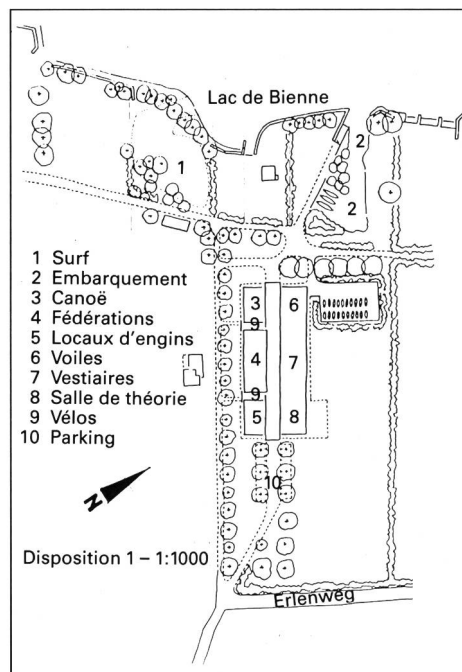 Lac de Bienne
1
2
2
1 Surf
2 Embarquement
3 Canoë
4 Fédérations
5 Locaux d'engins
6 Voiles
7 Vestiaires
8 Salle de théorie
9 Vélos
10 Parking
3
6
9
4
7
9
5
8
10
N
Disposition 1 – 1:1000
Erlenweg